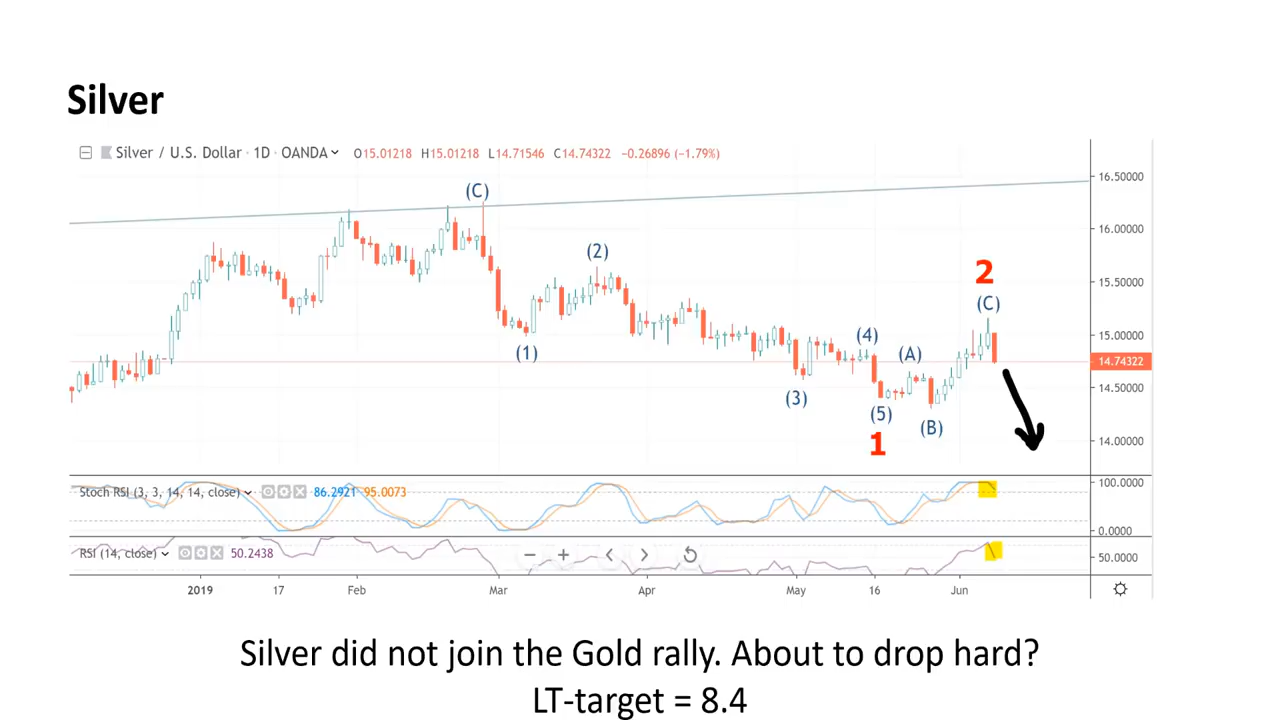 Silver
Silver / U.S. Dollar · 1D · OANDA O15.01218 H15.01218 L14.71546 C14.74322 −0.26896 (−1.79%)
16.50000
(C)
16.00000
(2)
2
15.50000
(C)
15.00000
(4)
(1)
(A)
14.74322
(3)
14.50000
(5)
(B)
1
14.00000
Stoch RSI (3, 3, 14, 14, close) 86.2921 95.0073
100.0000
0.0000
RSI (14, close) 50.2438
50.0000
2019 17 Feb Mar Apr May 16 Jun
Silver did not join the Gold rally. About to drop hard?
LT-target = 8.4